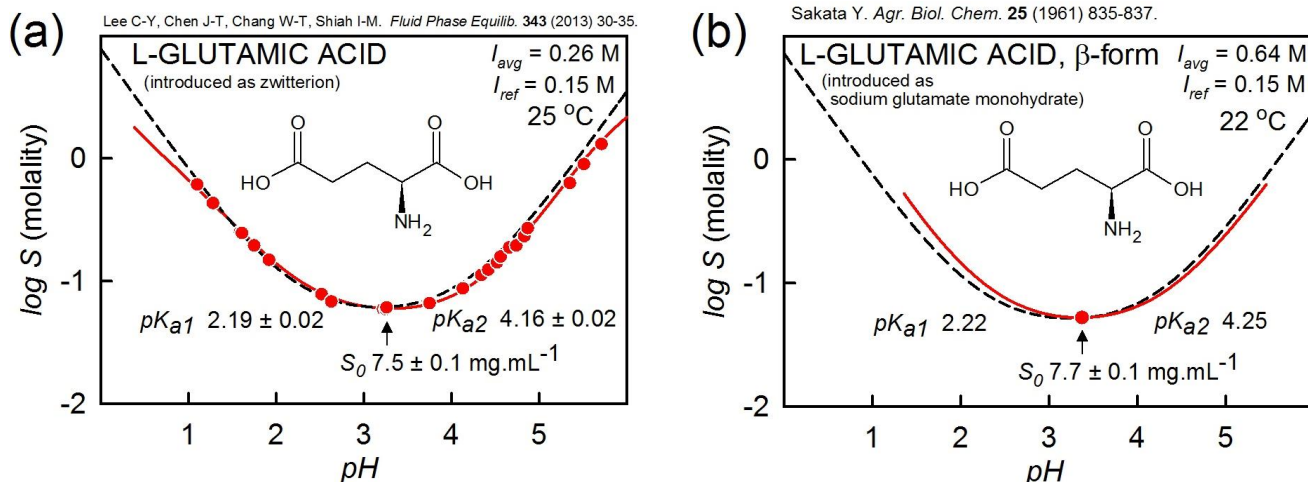 Lee C-Y, Chen J-T, Chang W-T, Shiah I-M. Fluid Phase Equilib. 343 (2013) 30-35.
(a)
L-GLUTAMIC ACID
(introduced as zwitterion)
Iavg = 0.26 M
Iref = 0.15 M
25 °C
O
O
HO
OH
NH2
log S (molality)
0
-1
-2
pKa1 2.19 ± 0.02
pKa2 4.16 ± 0.02
S0 7.5 ± 0.1 mg.mL-1
1 2 3 4 5
pH
Sakata Y. Agr. Biol. Chem. 25 (1961) 835-837.
(b)
L-GLUTAMIC ACID, β-form
(introduced as
sodium glutamate monohydrate)
Iavg = 0.64 M
Iref = 0.15 M
22 °C
O
O
HO
OH
NH2
log S (molality)
0
-1
-2
pKa1 2.22
pKa2 4.25
S0 7.7 ± 0.1 mg.mL-1
1 2 3 4 5
pH